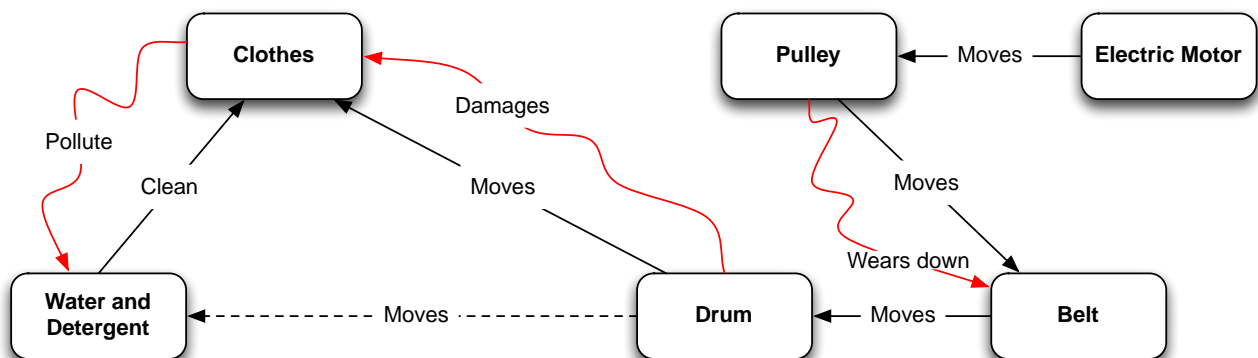 Clothes
Pulley
Moves
Electric Motor
Damages
Pollute
Clean
Moves
Moves
Wears down
Water and
Detergent
Moves
Drum
Moves
Belt